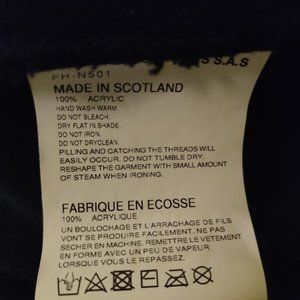 S.A.S
FH-N501
MADE IN SCOTLAND
100% ACRYLIC
HAND WASH WARM
DO NOT BLEACH.
DRY FLAT IN SHADE.
DO NOT IRON.
DO NOT DRYCLEAN.
PILLING AND CATCHING THE THREADS WILL
EASILY OCCUR. DO NOT TUMBLE DRY.
RESHAPE THE GARMENT WITH SMALL AMOUNT
OF STEAM WHEN IRONING.
FABRIQUE EN ECOSSE
100% ACRYLIQUE
UN BOULOCHAGE ET L'ARRACHAGE DE FILS
VONT SE PRODUIRE FACILEMENT. NE PAS
SECHER EN MACHINE. REMETTRE LE VETEMENT
EN FORME AVEC UN PEU DE VAPEUR
LORSQUE VOUS LE REPASSEZ.